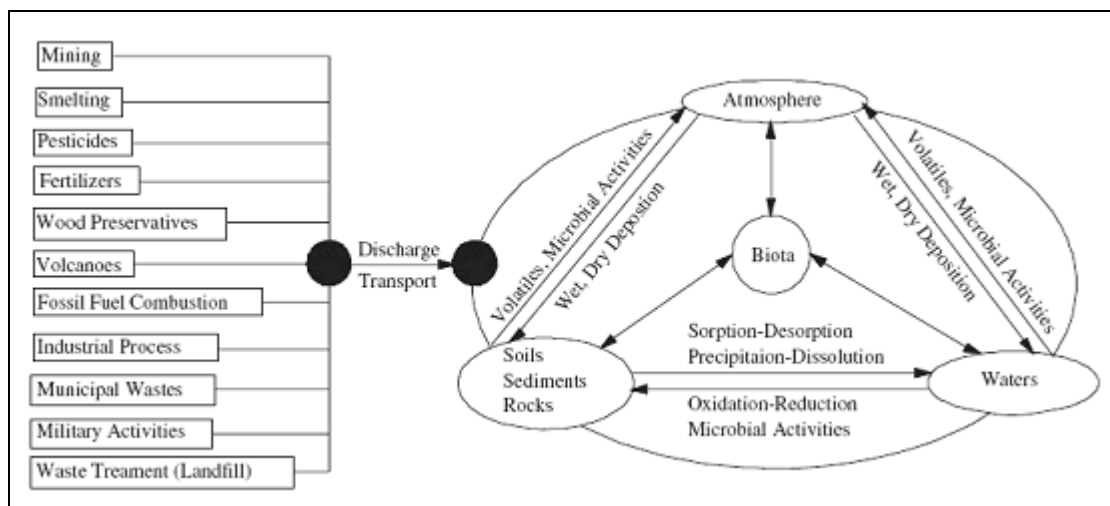 Mining
Smelting
Pesticides
Fertilizers
Wood Preservatives
Volcanoes
Fossil Fuel Combustion
Industrial Process
Municipal Wastes
Military Activities
Waste Treament (Landfill)
Discharge
Transport
Atmosphere
Volatiles, Microbial Activities
Wet, Dry Depostion
Volatiles, Microbial Activities
Wet, Dry Deposition
Biota
Soils
Sediments
Rocks
Sorption-Desorption
Precipitaion-Dissolution
Oxidation-Reduction
Microbial Activities
Waters